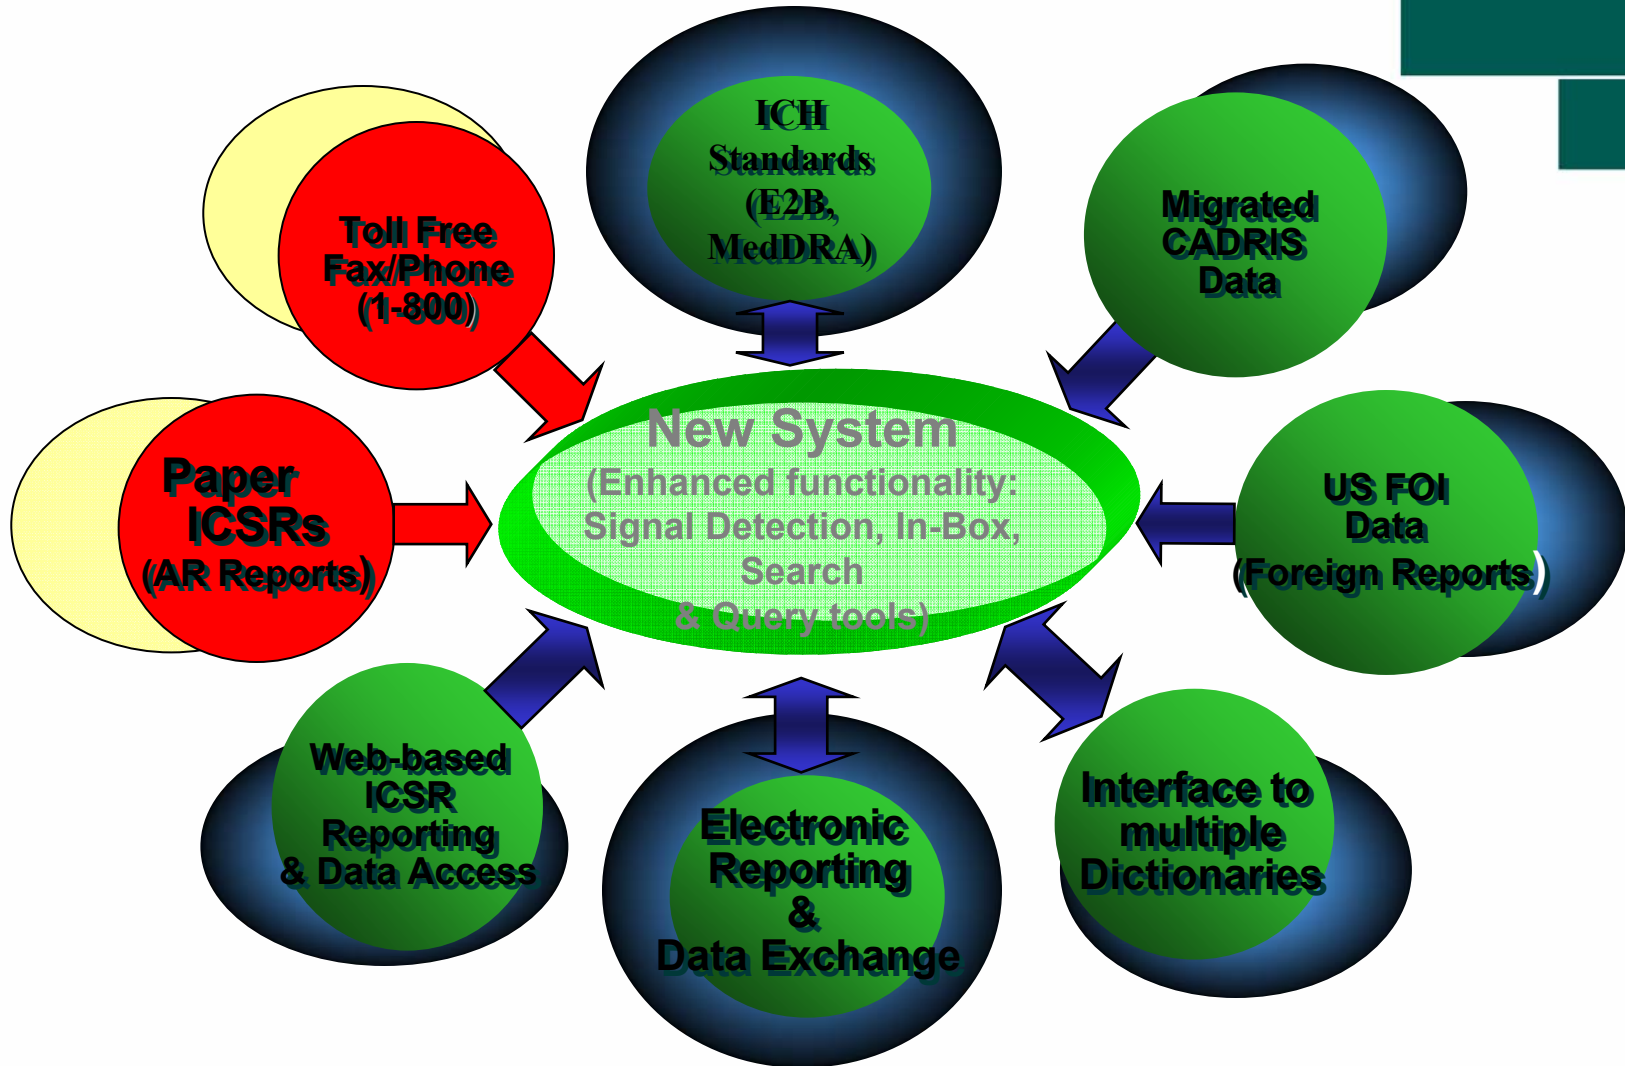 ICH
Standards
(E2B,
MedDRA)
Toll Free
Fax/Phone
(1-800)
Migrated
CADRIS
Data
Paper
ICSRs
(AR Reports)
New System
(Enhanced functionality:
Signal Detection, In-Box,
Search
& Query tools)
US FOI
Data
(Foreign Reports)
Web-based
ICSR
Reporting
& Data Access
Electronic
Reporting
&
Data Exchange
Interface to
multiple
Dictionaries